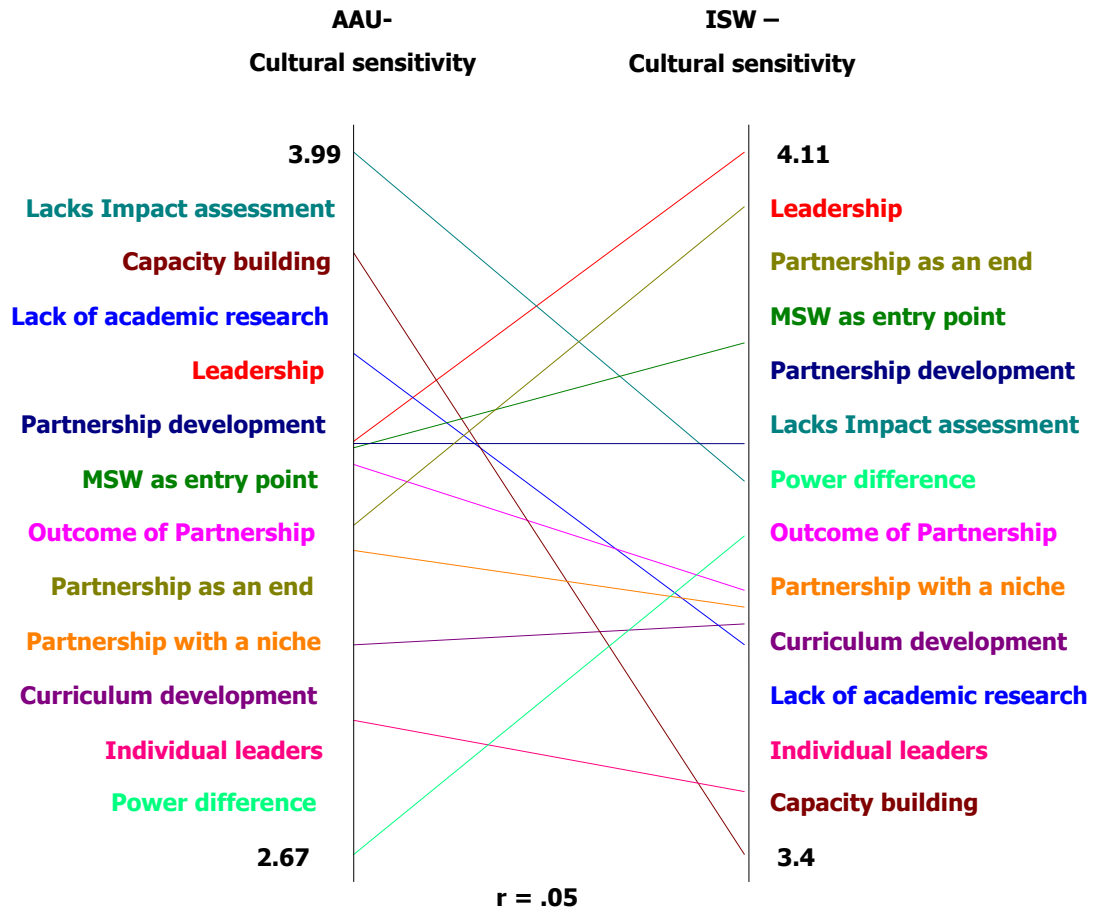 AAU-
Cultural sensitivity
ISW –
Cultural sensitivity
3.99
Lacks Impact assessment
Capacity building
Lack of academic research
Leadership
Partnership development
MSW as entry point
Outcome of Partnership
Partnership as an end
Partnership with a niche
Curriculum development
Individual leaders
Power difference
2.67
4.11
Leadership
Partnership as an end
MSW as entry point
Partnership development
Lacks Impact assessment
Power difference
Outcome of Partnership
Partnership with a niche
Curriculum development
Lack of academic research
Individual leaders
Capacity building
3.4
r = .05